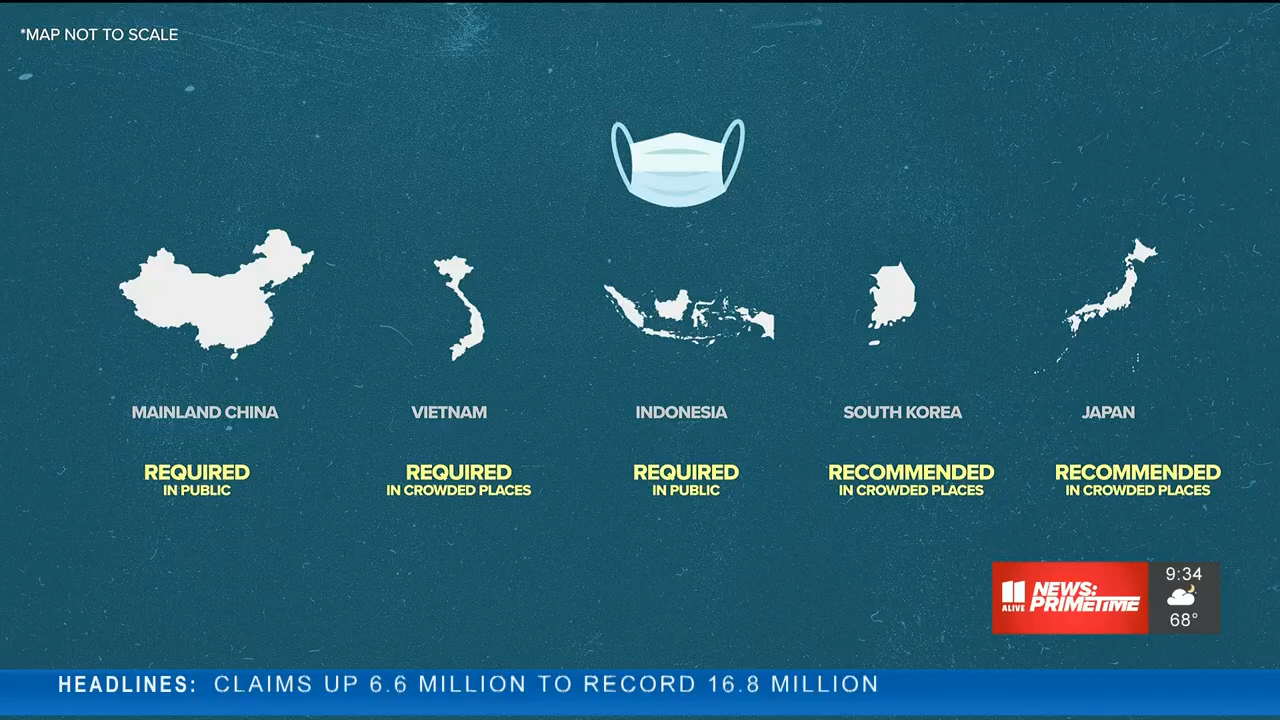 *MAP NOT TO SCALE
MAINLAND CHINA
REQUIRED
IN PUBLIC
VIETNAM
REQUIRED
IN CROWDED PLACES
INDONESIA
REQUIRED
IN PUBLIC
SOUTH KOREA
RECOMMENDED
IN CROWDED PLACES
JAPAN
RECOMMENDED
IN CROWDED PLACES
11
ALIVE
NEWS:
PRIMETIME
9:34
68°
HEADLINES: CLAIMS UP 6.6 MILLION TO RECORD 16.8 MILLION